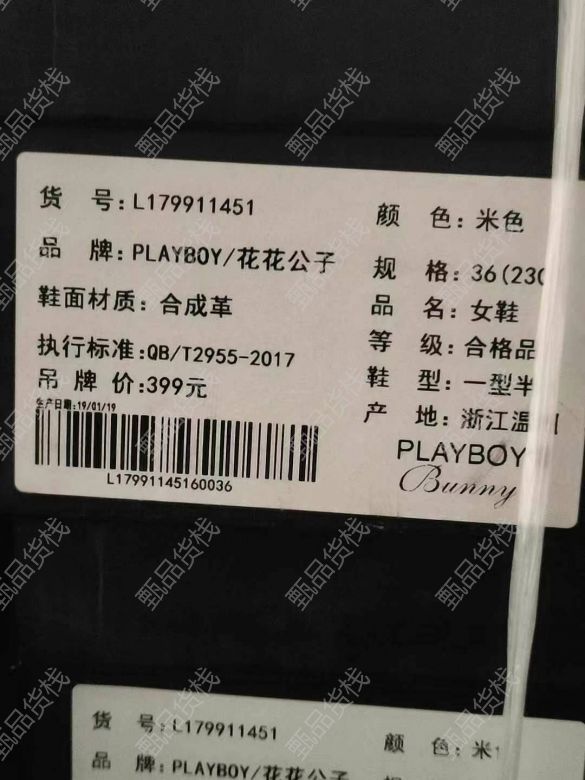 货 号:L179911451
品 牌:PLAYBOY/花花公子
鞋面材质:合成革
执行标准:QB/T2955-2017
吊 牌 价:399元
生产日期:19/01/19
L17991145160036
颜 色:米色
规 格:36(230
品 名:女鞋
等 级:合格品
鞋 型:一型半
产 地:浙江温
PLAYBOY
Bunny
货 号:L179911451
品 牌:PLAYBOY/花花公子
颜 色:米
甄品货栈